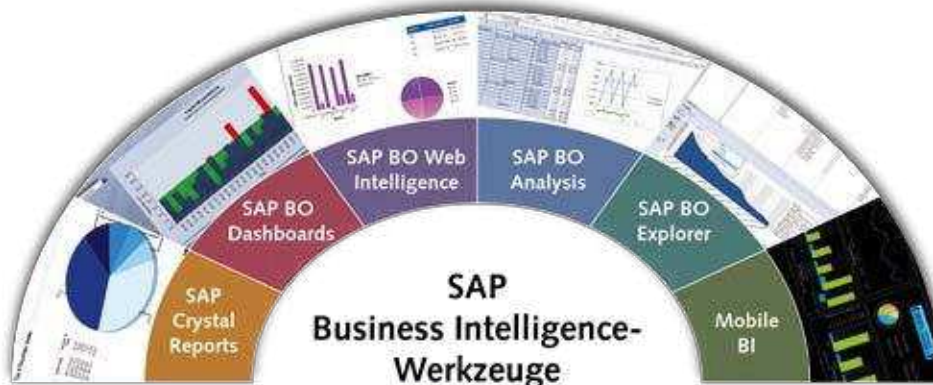 SAP
Crystal
Reports
SAP BO
Dashboards
SAP BO Web
Intelligence
SAP BO
Analysis
SAP BO
Explorer
Mobile
BI
SAP
Business Intelligence-
Werkzeuge